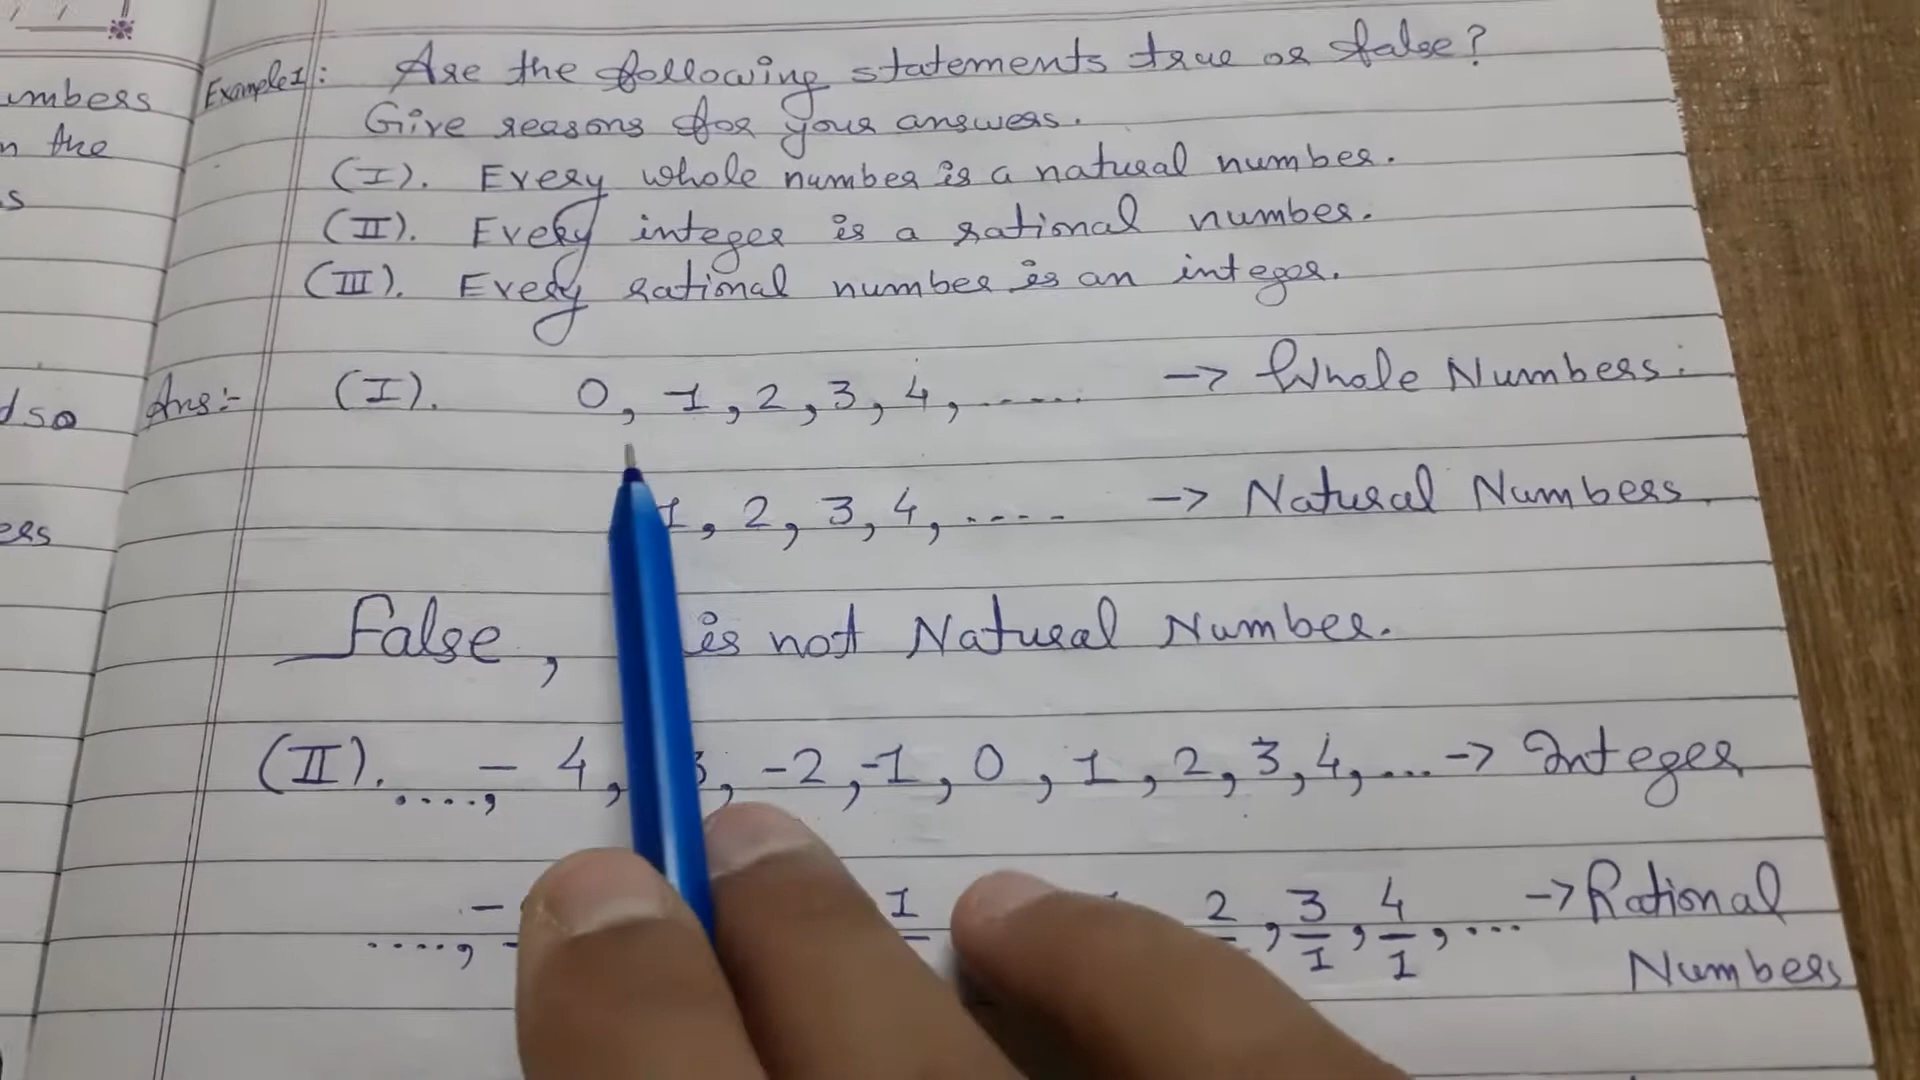 umbers
n the
s
dso
ers
Example 1: Are the following statements true or false?
Give reasons for your answers.
(I). Every whole number is a natural number.
(II). Every integer is a rational number.
(III). Every rational number is an integer.
Ans:- (I). 0, 1, 2, 3, 4, ...... -> Whole Numbers.
1, 2, 3, 4, .... -> Natural Numbers
False, is not Natural Number.
(II). ...., - 4, 3, -2, -1, 0, 1, 2, 3, 4, ... -> Integer
...., - 1 2, 3/1, 4/1, ... -> Rational
Numbers